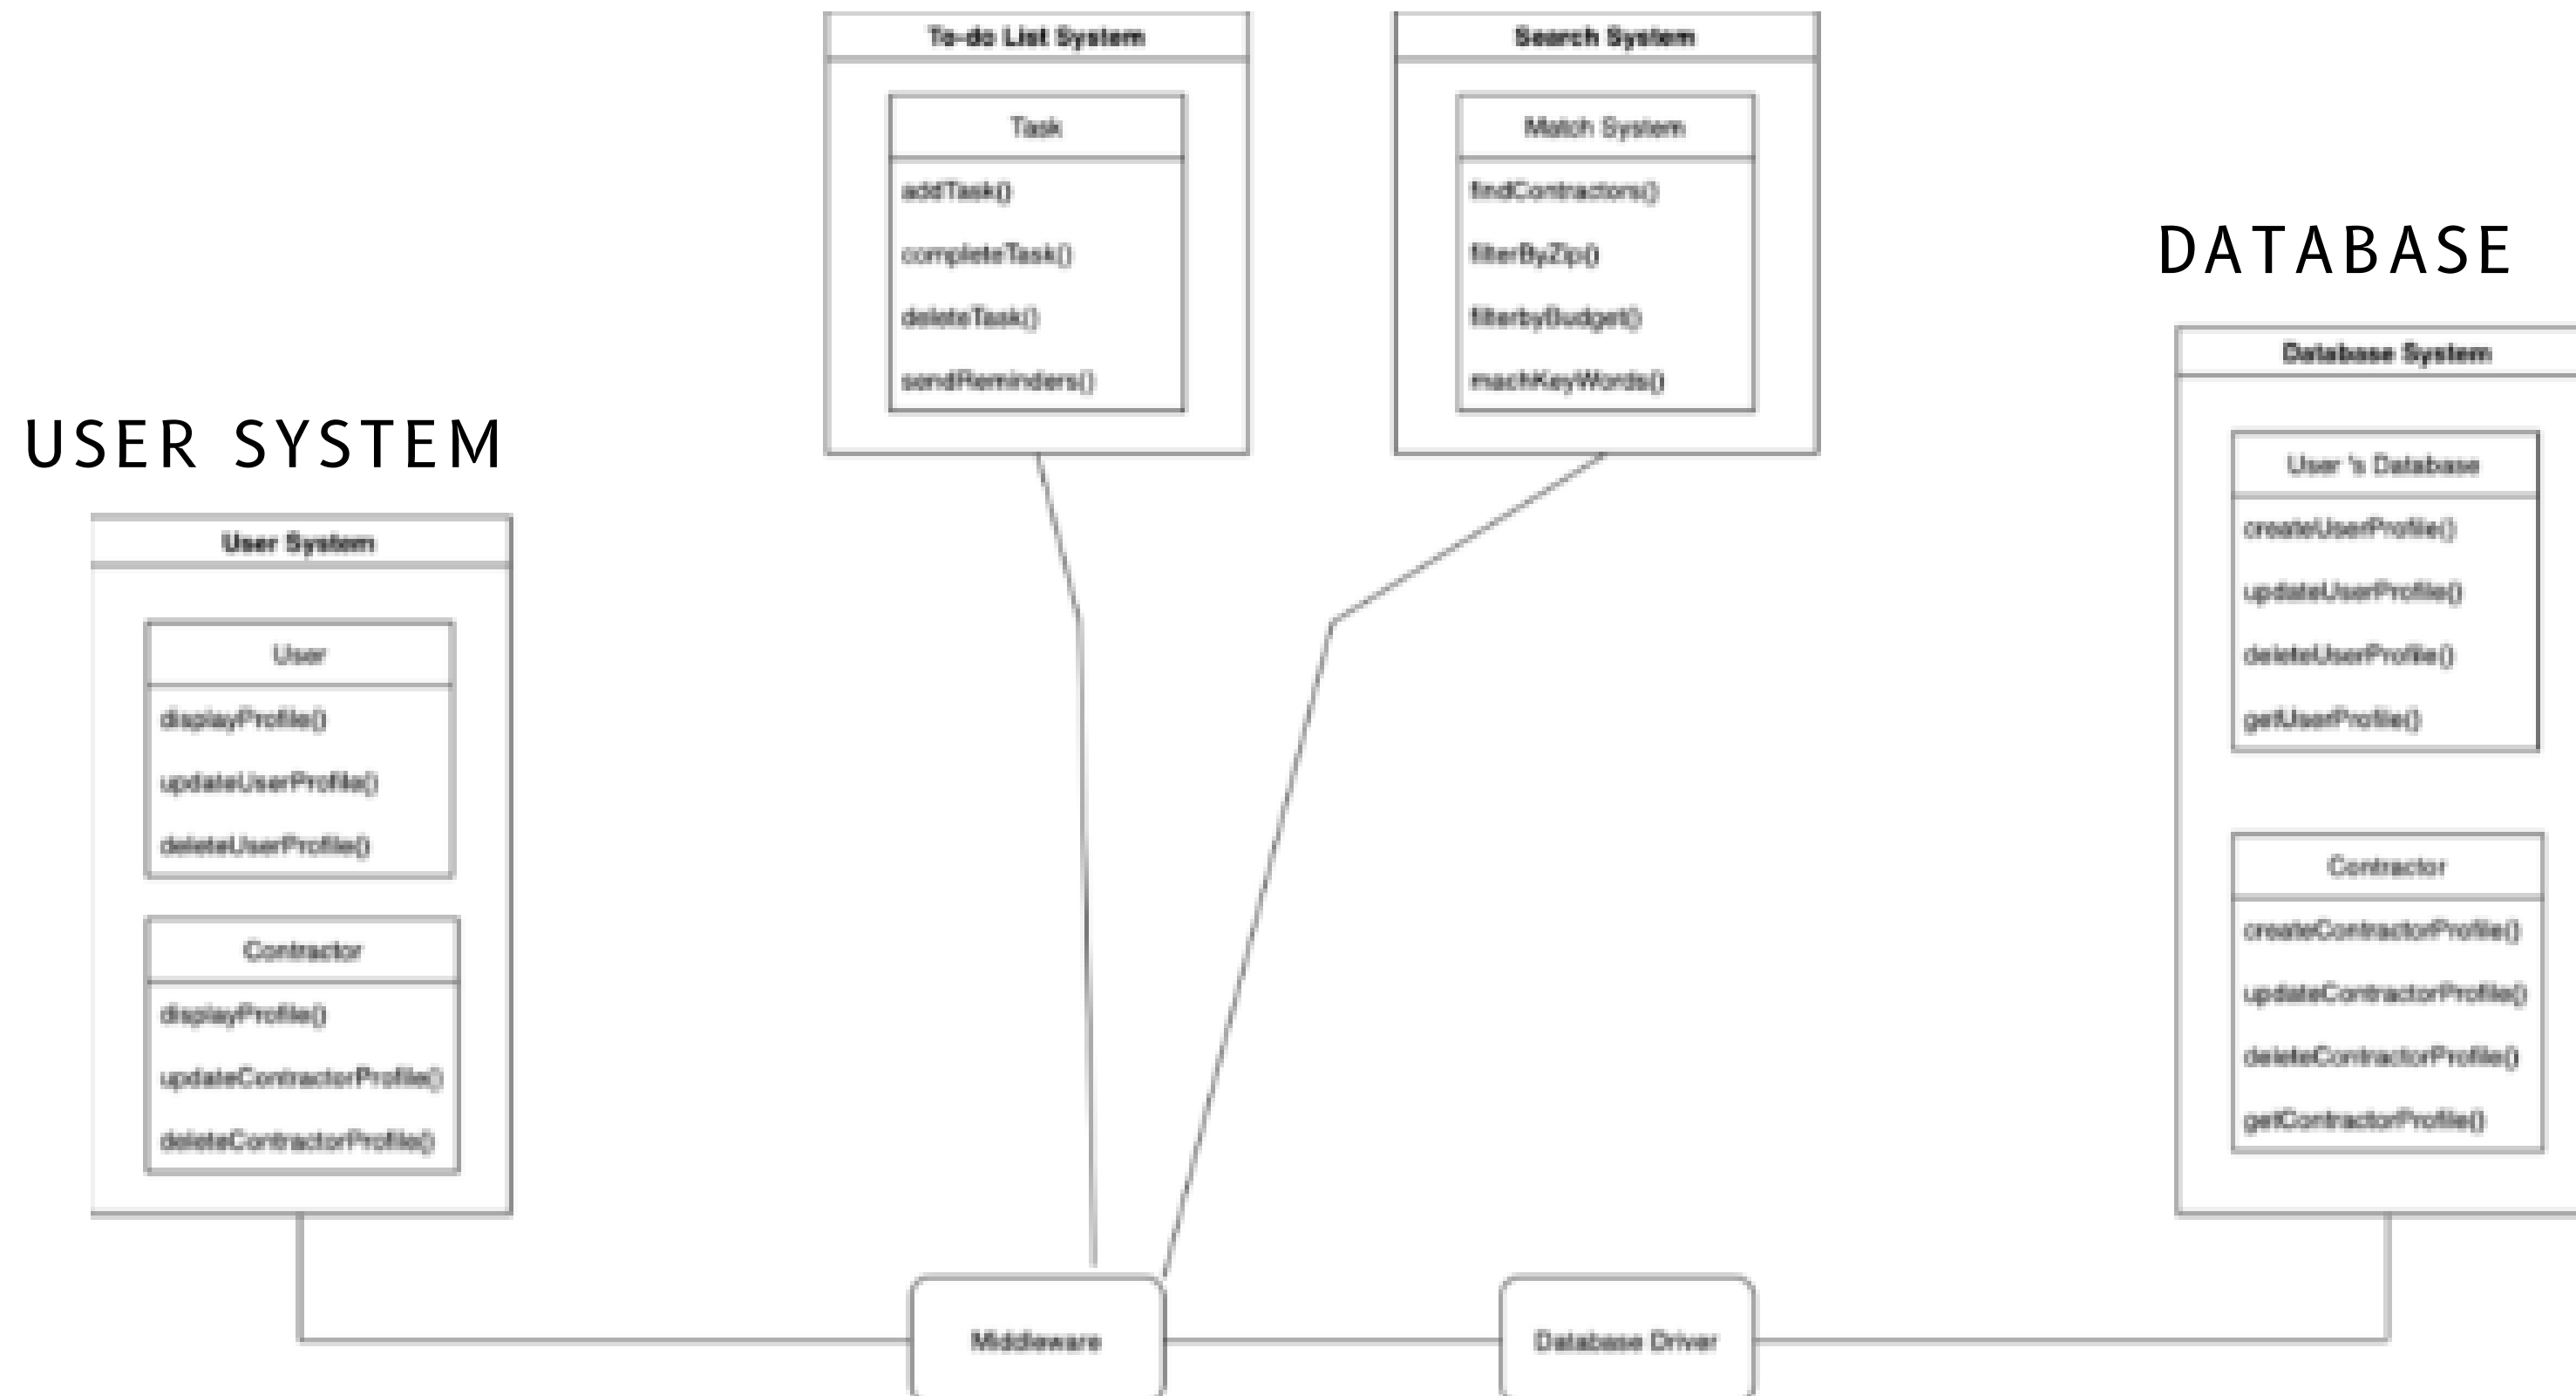 USER SYSTEM
User System
User
displayProfile()
updateUserProfile()
deleteUserProfile()
Contractor
displayProfile()
updateContractorProfile()
deleteContractorProfile()
To-do List System
Task
addTask()
completeTask()
deleteTask()
sendReminders()
Search System
Match System
findContractors()
filterByZip()
filterbyBudget()
machKeyWords()
DATABASE
Database System
User 's Database
createUserProfile()
updateUserProfile()
deleteUserProfile()
getUserProfile()
Contractor
createContractorProfile()
updateContractorProfile()
deleteContractorProfile()
getContractorProfile()
Middleware
Database Driver